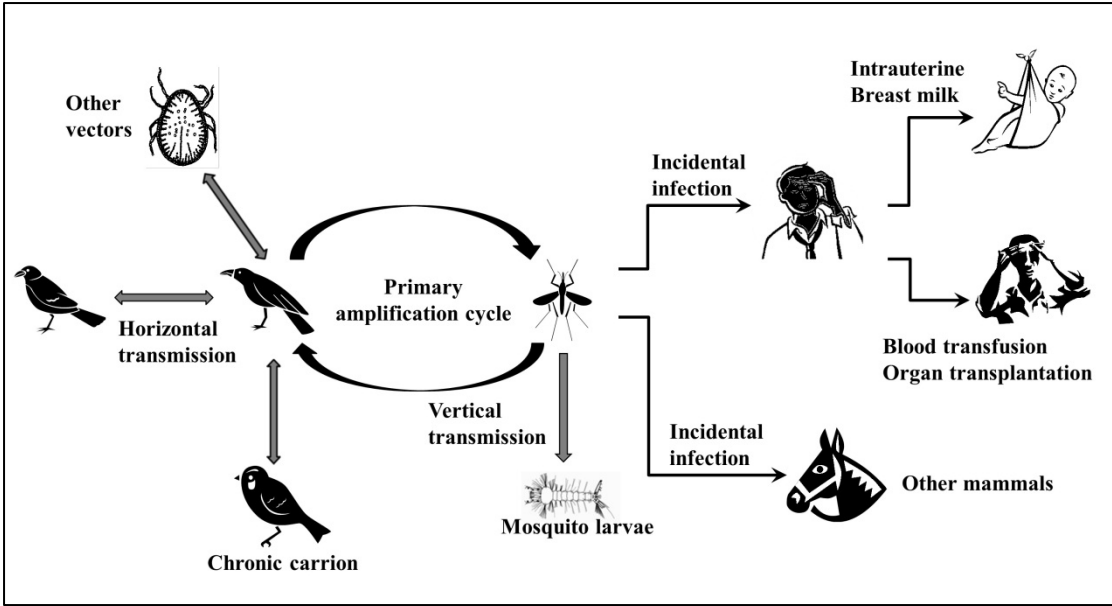 Other
vectors
Intrauterine
Breast milk
Incidental
infection
Primary
amplification cycle
Horizontal
transmission
Blood transfusion
Organ transplantation
Vertical
transmission
Incidental
infection
Other mammals
Mosquito larvae
Chronic carrion